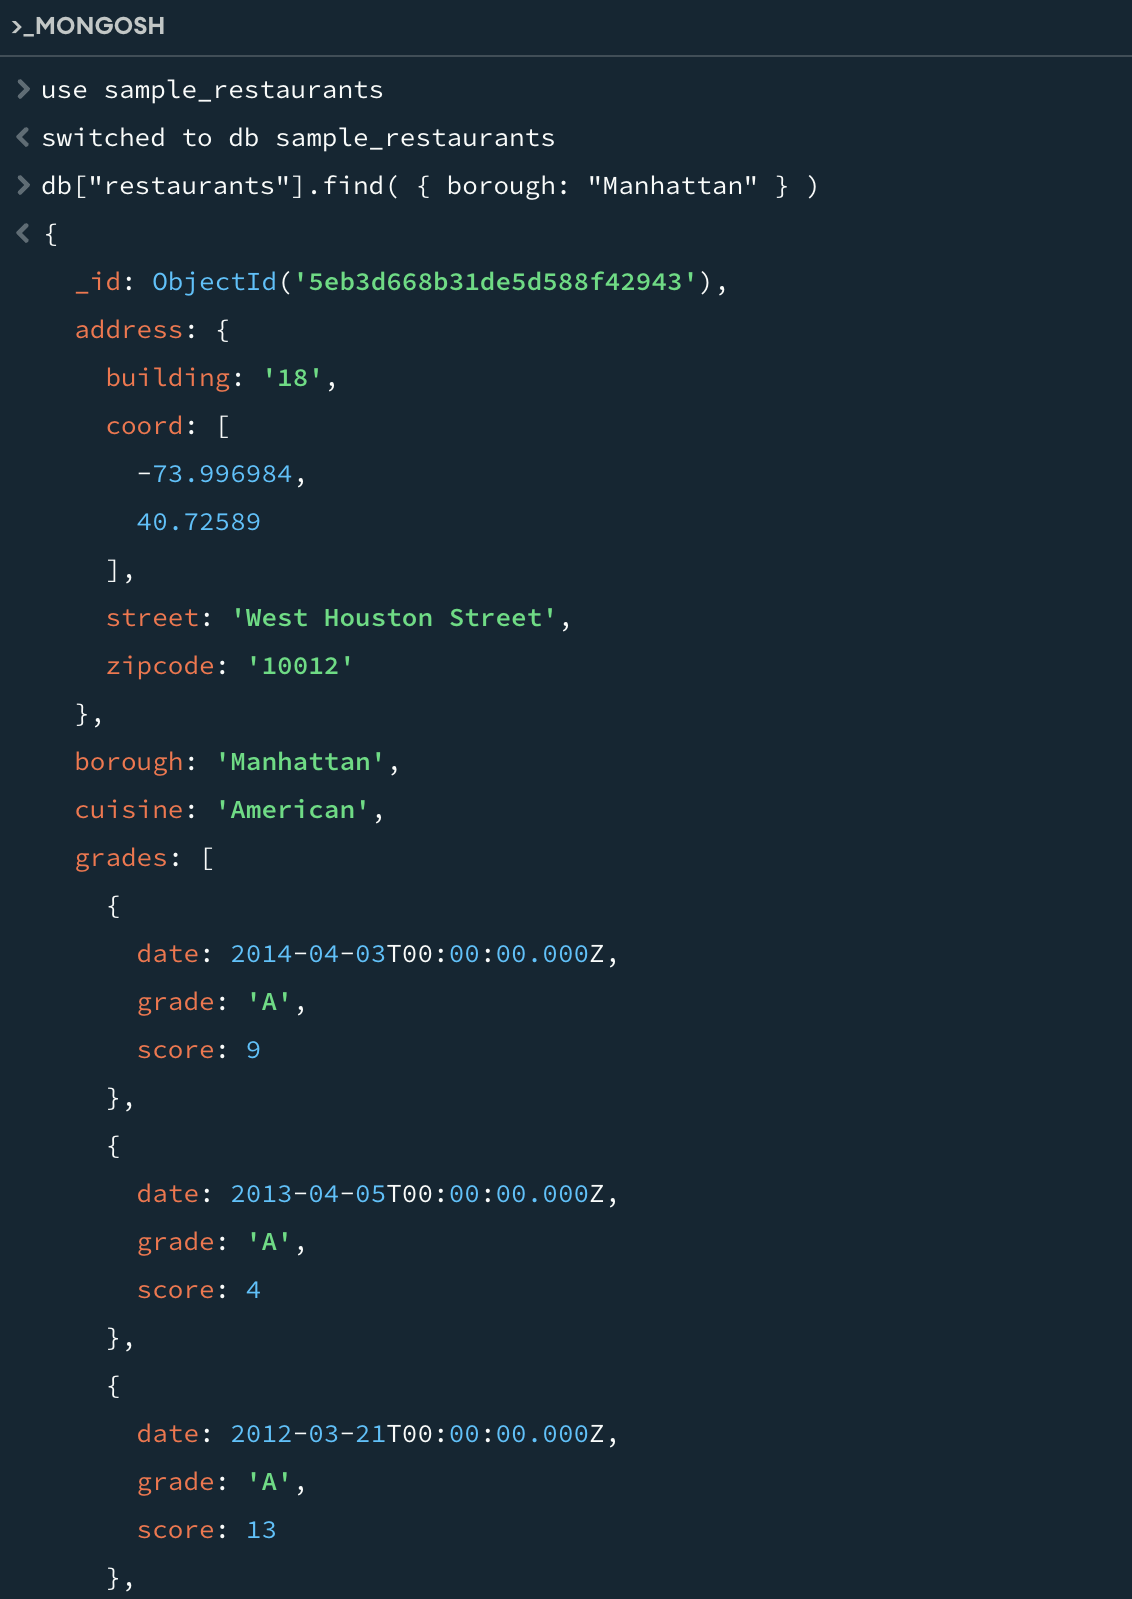 >_MONGOSH
> use sample_restaurants
< switched to db sample_restaurants
> db["restaurants"].find( { borough: "Manhattan" } )
< {
_id: ObjectId('5eb3d668b31de5d588f42943'),
address: {
building: '18',
coord: [
-73.996984,
40.72589
],
street: 'West Houston Street',
zipcode: '10012'
},
borough: 'Manhattan',
cuisine: 'American',
grades: [
{
date: 2014-04-03T00:00:00.000Z,
grade: 'A',
score: 9
},
{
date: 2013-04-05T00:00:00.000Z,
grade: 'A',
score: 4
},
{
date: 2012-03-21T00:00:00.000Z,
grade: 'A',
score: 13
},